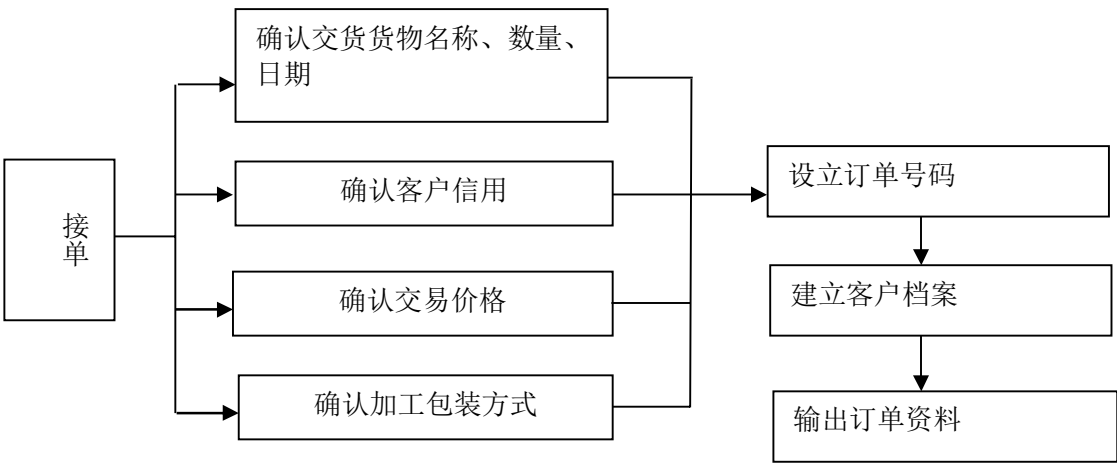 确认交货货物名称、数量、
日期
接
单
确认客户信用
确认交易价格
确认加工包装方式
设立订单号码
建立客户档案
输出订单资料